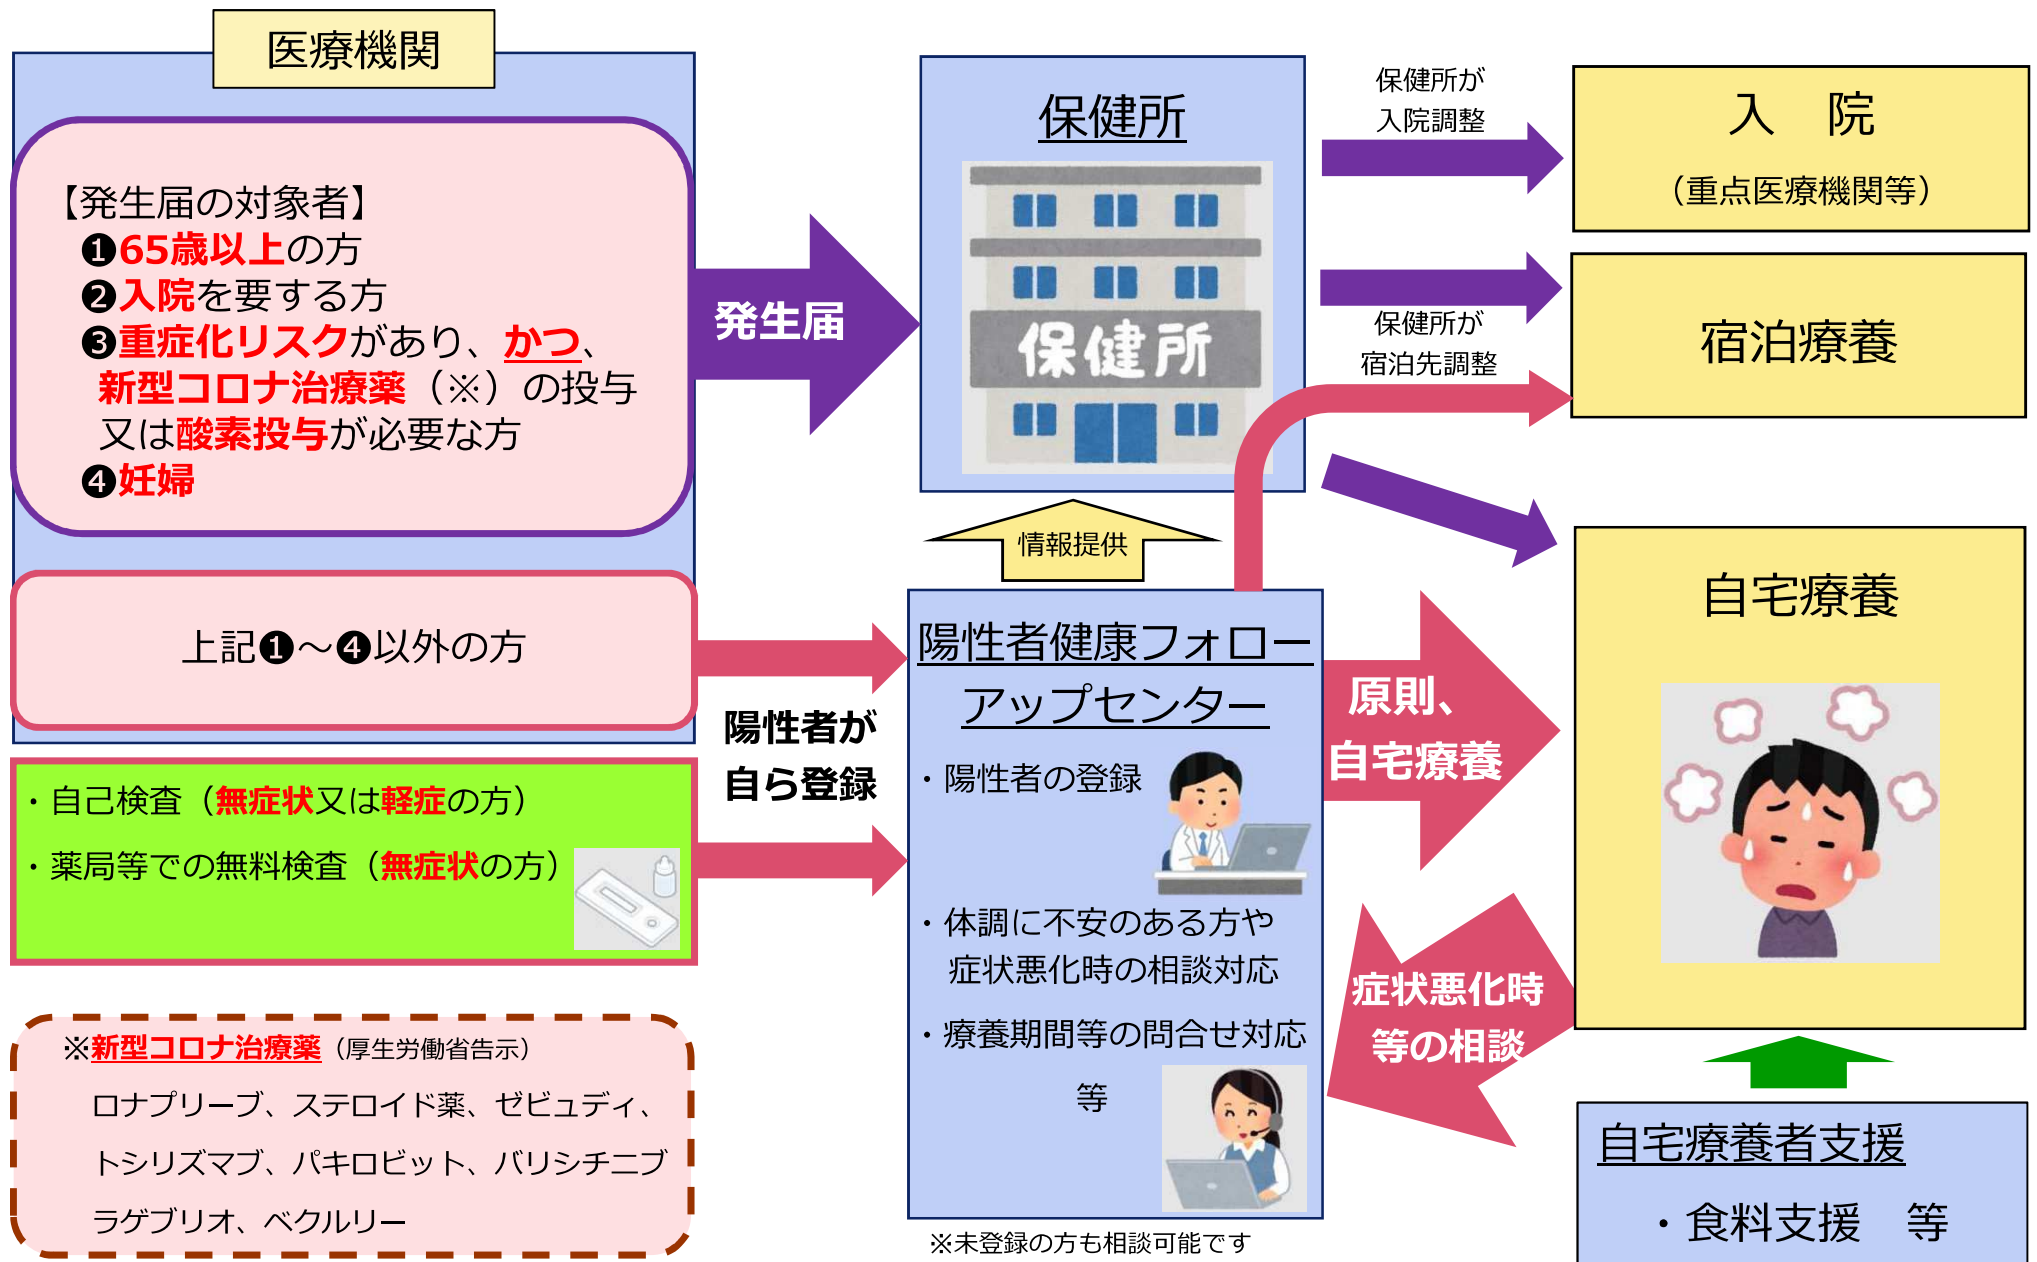 医療機関
【発生届の対象者】
❶65歳以上の方
❷入院を要する方
❸重症化リスクがあり、かつ、
新型コロナ治療薬（※）の投与
又は酸素投与が必要な方
❹妊婦
上記❶～❹以外の方
・自己検査（無症状又は軽症の方）
・薬局等での無料検査（無症状の方）
※新型コロナ治療薬（厚生労働省告示）
ロナプリーブ、ステロイド薬、ゼビュディ、
トシリズマブ、パキロビット、バリシチニブ
ラゲブリオ、ベクルリー
発生届
陽性者が
自ら登録
保健所
保健所
情報提供
陽性者健康フォロー
アップセンター
・陽性者の登録
・体調に不安のある方や
症状悪化時の相談対応
・療養期間等の問合せ対応
等
※未登録の方も相談可能です
保健所が
入院調整
保健所が
宿泊先調整
原則、
自宅療養
症状悪化時
等の相談
入　院
（重点医療機関等）
宿泊療養
自宅療養
自宅療養者支援
・食料支援　等